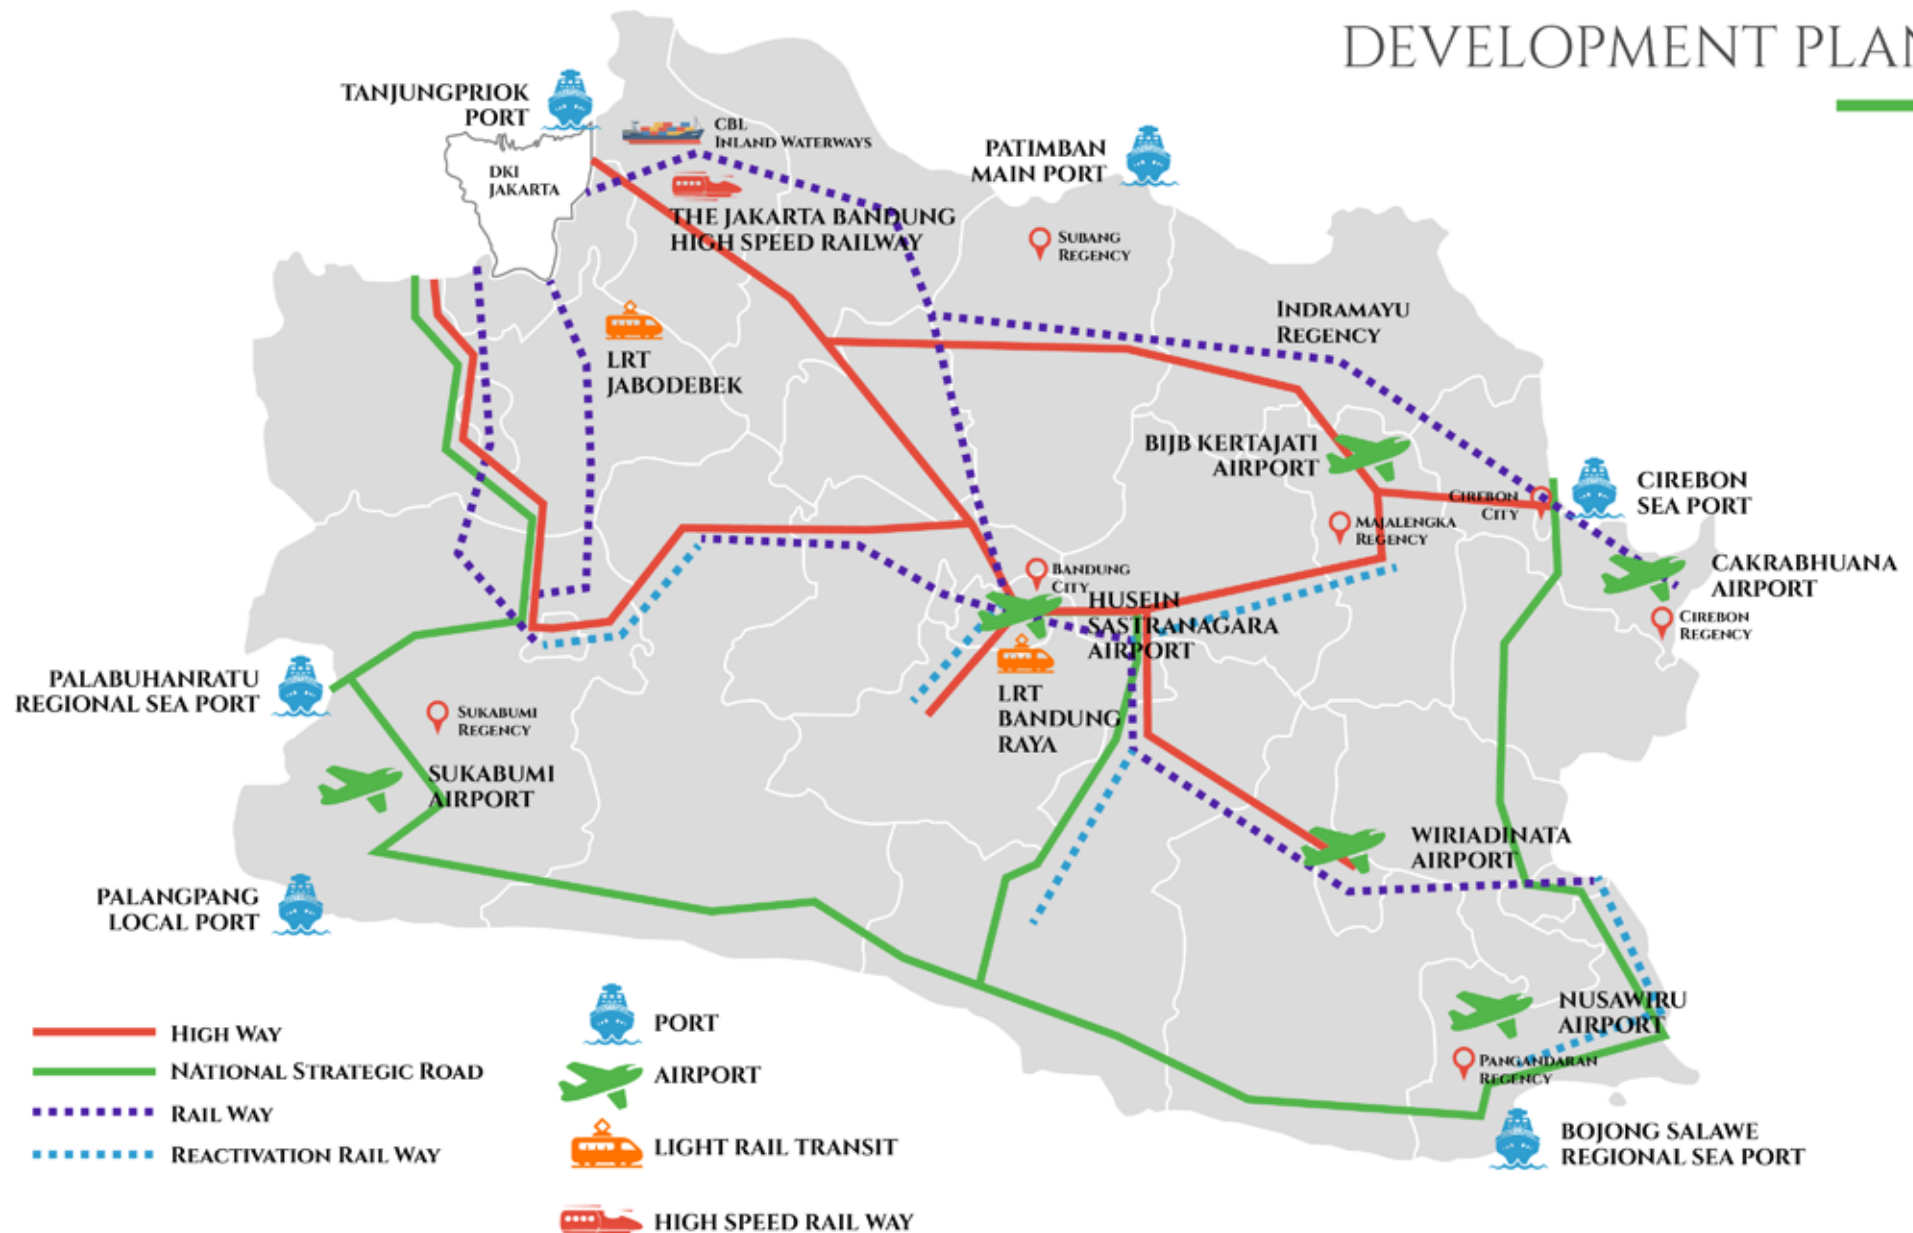 DEVELOPMENT PLAN
TANJUNGPRIOK
PORT
CBL
INLAND WATERWAYS
DKI
JAKARTA
PATIMBAN
MAIN PORT
THE JAKARTA BANDUNG
HIGH SPEED RAILWAY
SUBANG
REGENCY
INDRAMAYU
REGENCY
LRT
JABODEBEK
BIJB KERTAJATI
AIRPORT
CIREBON
SEA PORT
CIREBON
CITY
MAJALENGKA
REGENCY
CAKRABHUANA
AIRPORT
BANDUNG
CITY
HUSEIN
SASTRANAGARA
AIRPORT
CIREBON
REGENCY
PALABUHANRATU
REGIONAL SEA PORT
SUKABUMI
REGENCY
LRT
BANDUNG
RAYA
SUKABUMI
AIRPORT
WIRIADINATA
AIRPORT
PALANGPANG
LOCAL PORT
NUSAWIRU
AIRPORT
PANGANDARAN
REGENCY
BOJONG SALAWE
REGIONAL SEA PORT
HIGH WAY
NATIONAL STRATEGIC ROAD
RAIL WAY
REACTIVATION RAIL WAY
PORT
AIRPORT
LIGHT RAIL TRANSIT
HIGH SPEED RAIL WAY